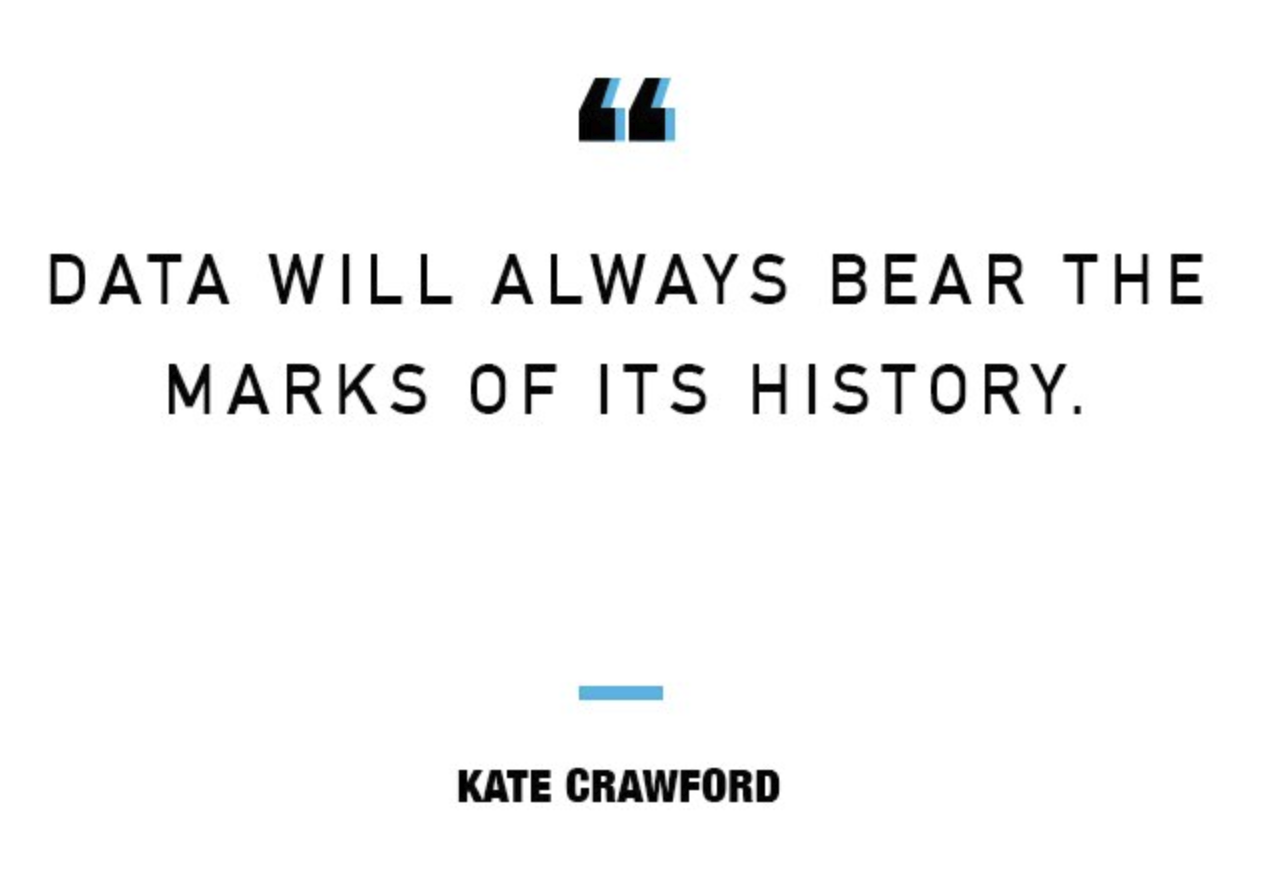 “
DATA WILL ALWAYS BEAR THE
MARKS OF ITS HISTORY.
KATE CRAWFORD